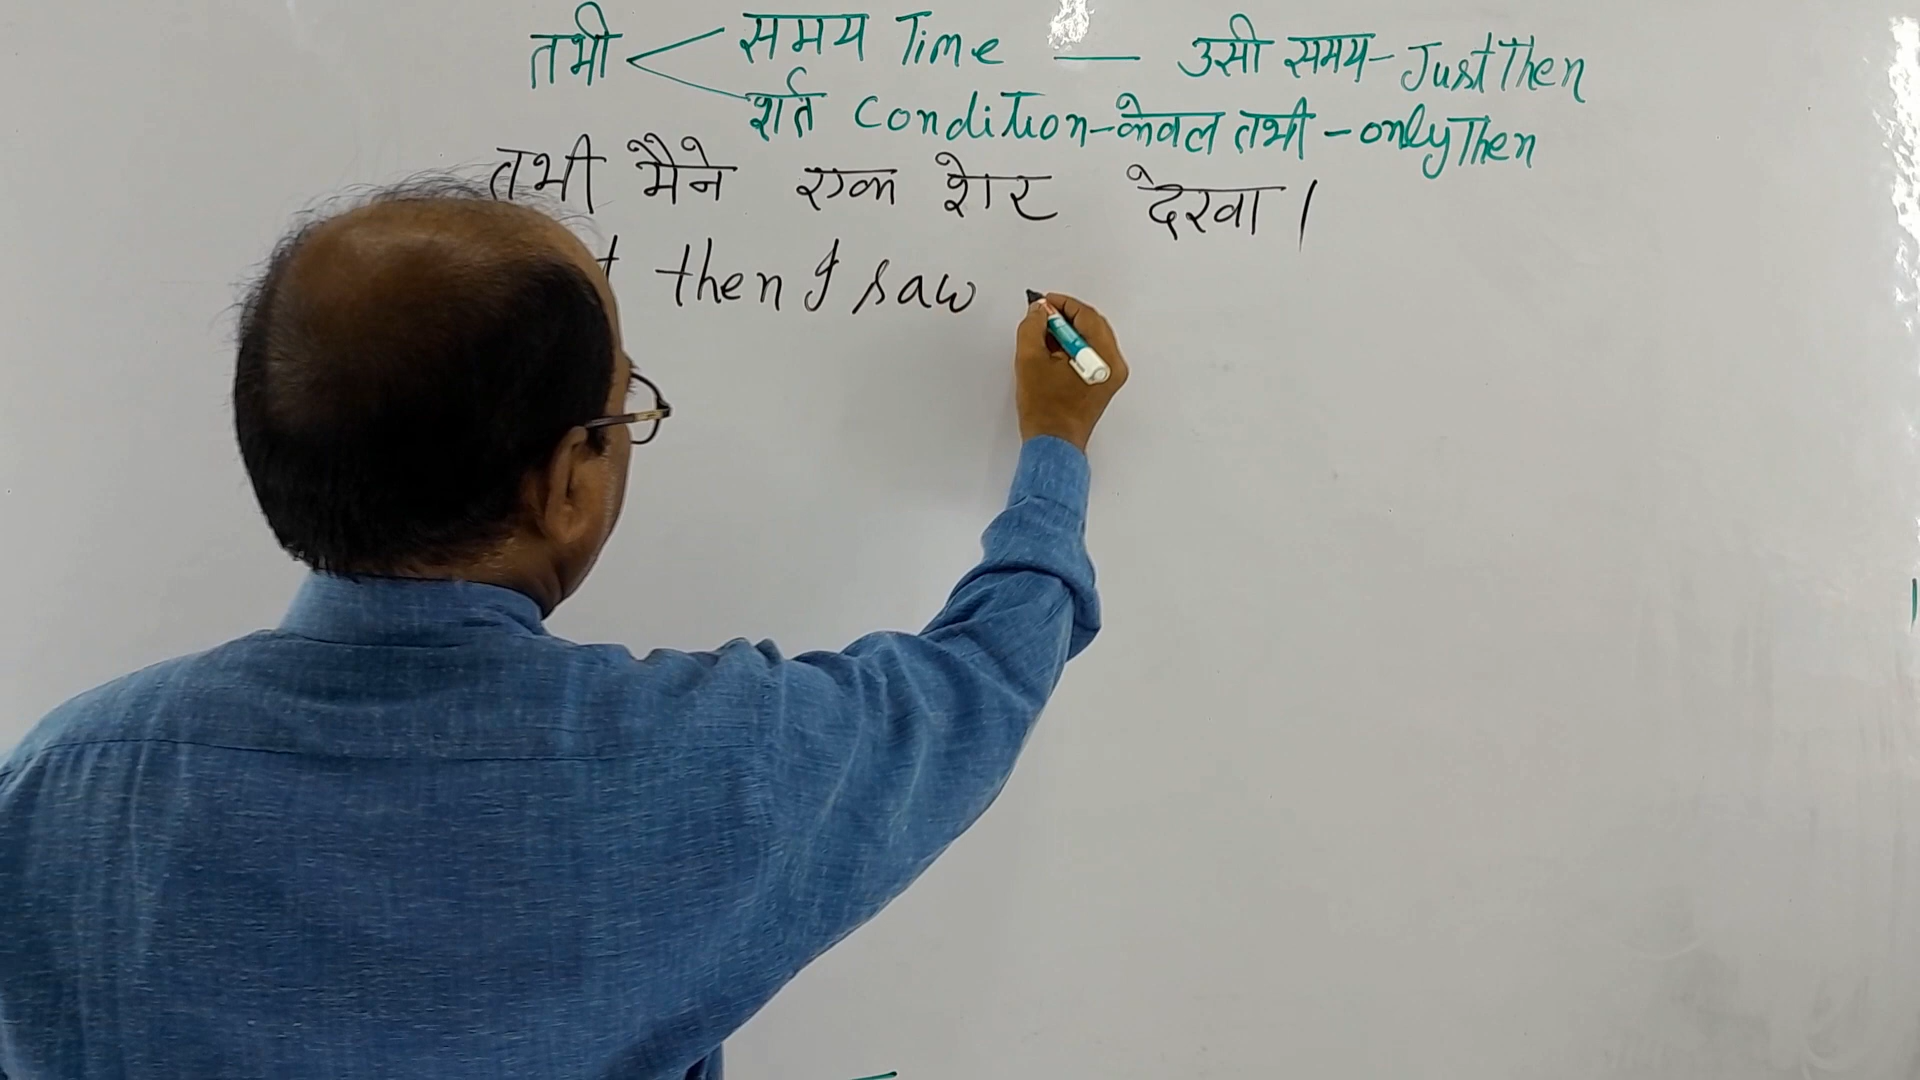 तभी समय Time — उसी समय - Just Then
शर्त Condition - केवल तभी - only Then
तभी मैने एक शेर देखा।
then I saw